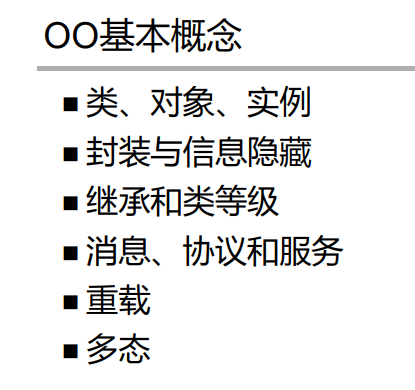 OO基本概念
■ 类、对象、实例
■ 封装与信息隐藏
■ 继承和类等级
■ 消息、协议和服务
■ 重载
■ 多态